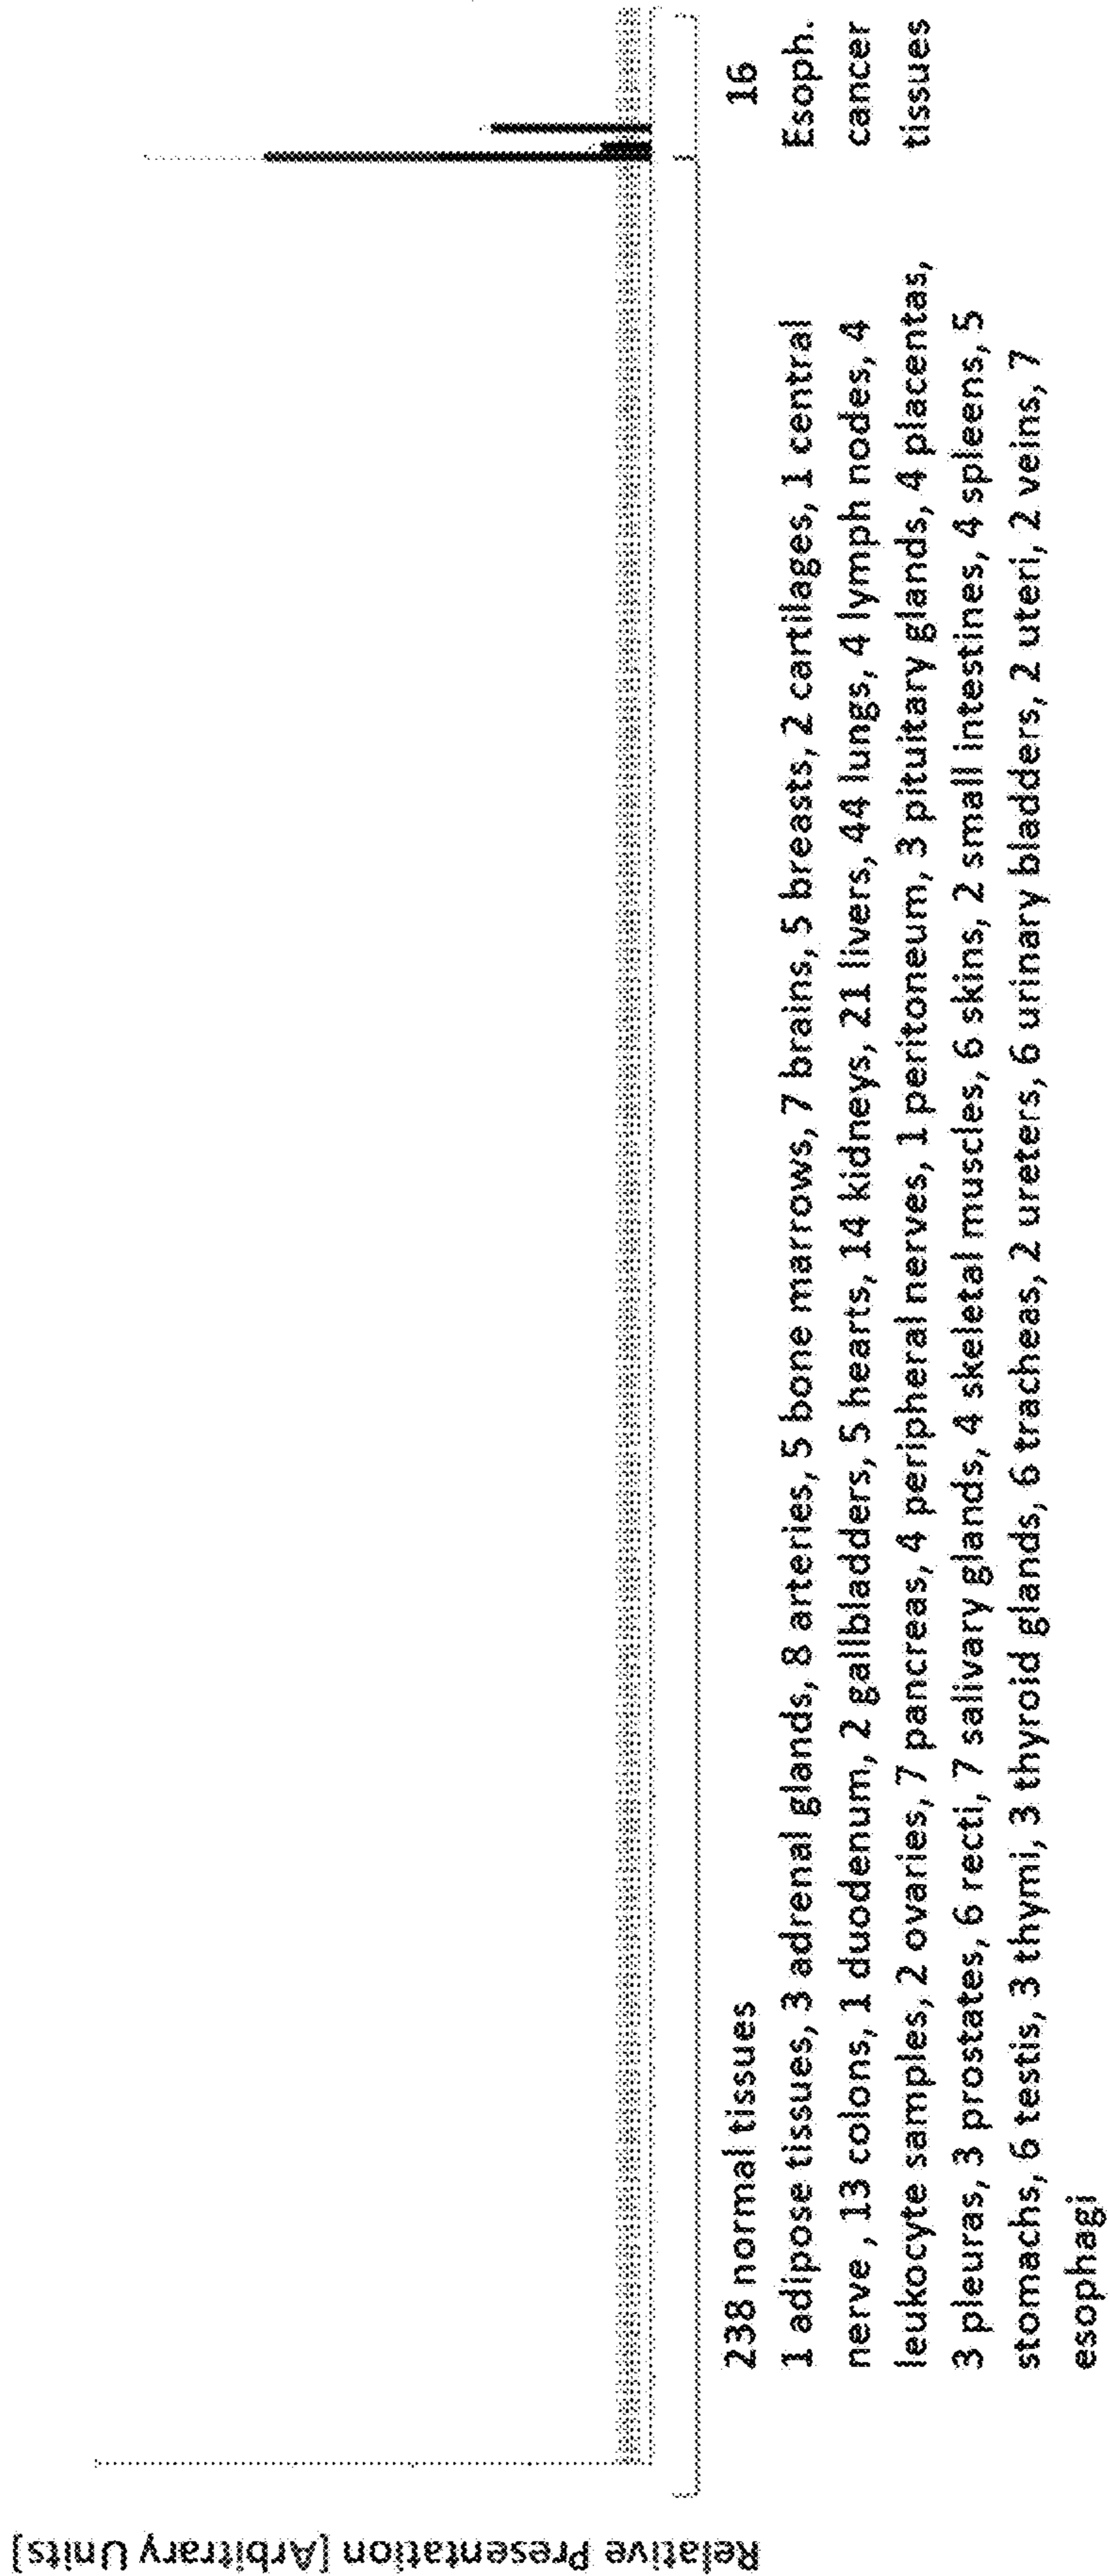 Relative Presentation [Arbitrary Units]
238 normal tissues
1 adipose tissues, 3 adrenal glands, 8 arteries, 5 bone marrows, 7 brains, 5 breasts, 2 cartilages, 1 central
nerve , 13 colons, 1 duodenum, 2 gallbladders, 5 hearts, 14 kidneys, 21 livers, 44 lungs, 4 lymph nodes, 4
leukocyte samples, 2 ovaries, 7 pancreas, 4 peripheral nerves, 1 peritoneum, 3 pituitary glands, 4 placentas,
3 pleuras, 3 prostates, 6 recti, 7 salivary glands, 4 skeletal muscles, 6 skins, 2 small intestines, 4 spleens, 5
stomachs, 6 testis, 3 thymi, 3 thyroid glands, 6 tracheas, 2 ureters, 6 urinary bladders, 2 uteri, 2 veins, 7
esophagi
16
Esoph.
cancer
tissues